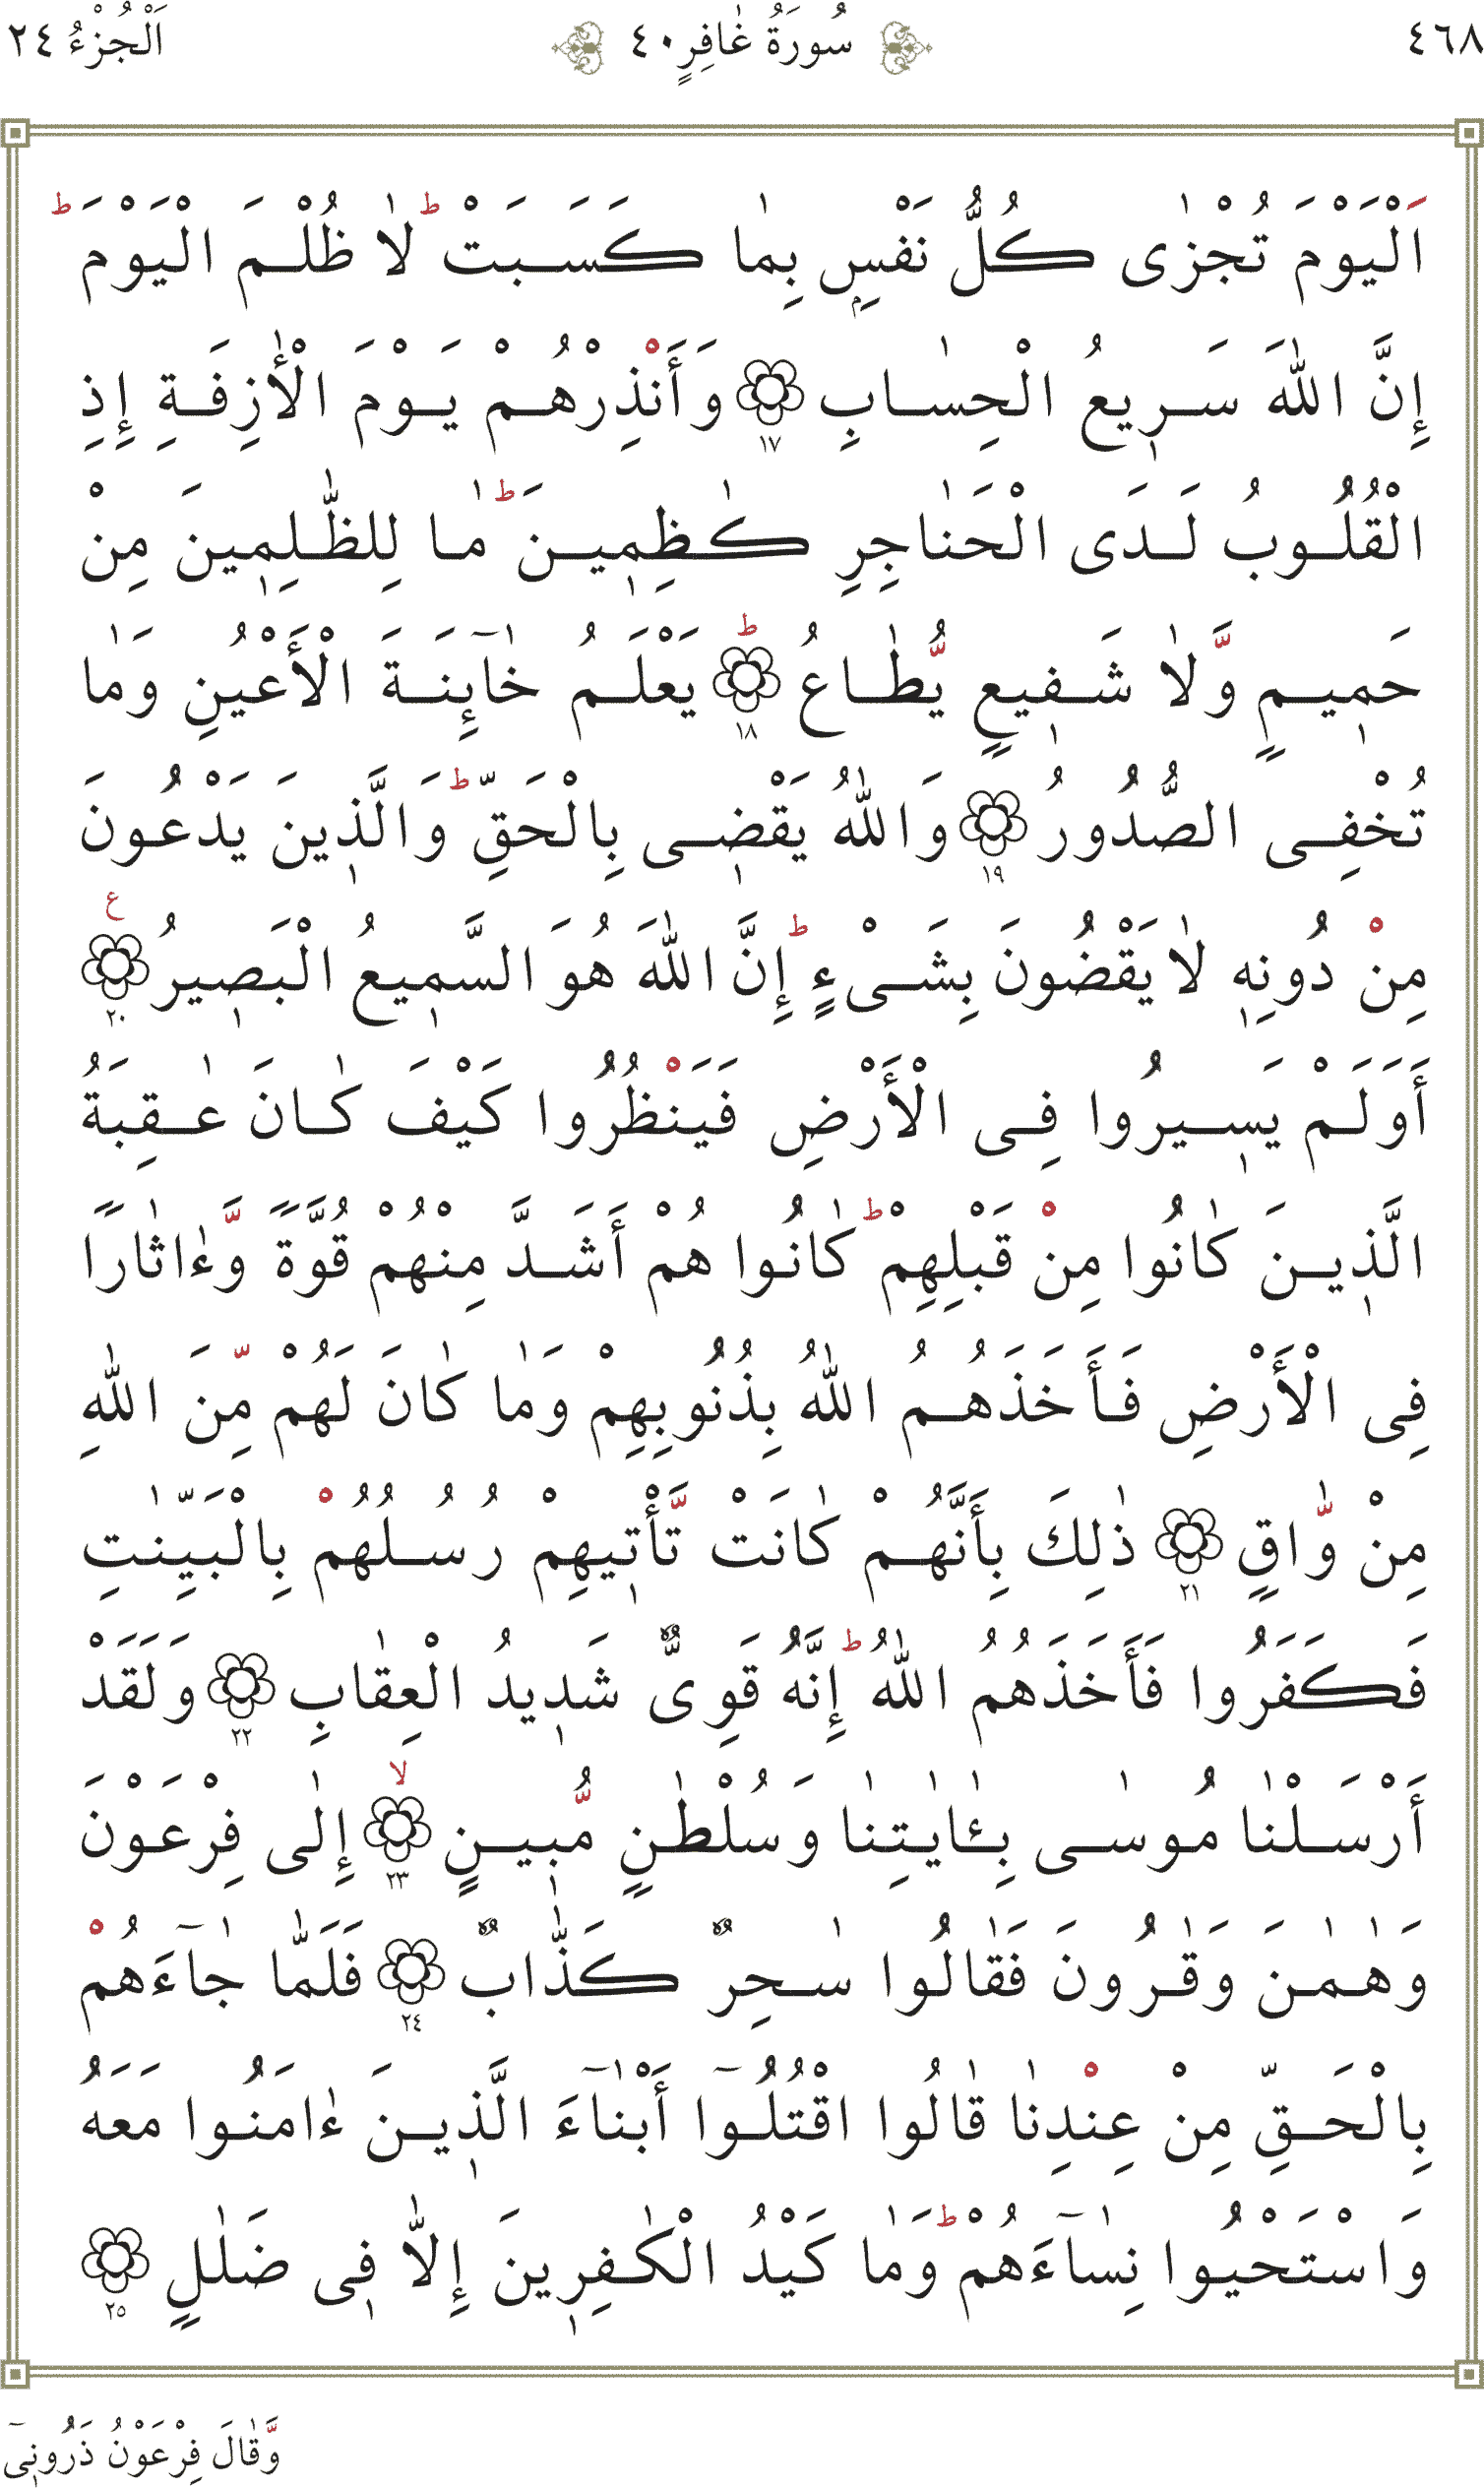 ٤٦٨ سُورَةُ غَافِرٍ ٤٠ اَلْجُزْءُ ٢٤
اَلْيَوْمَ تُجْزٰى كُلُّ نَفْسٍ بِمٰا كَسَبَتْ ۗ لٰا ظُلْمَ الْيَوْمَ ۗ
إِنَّ اللّٰهَ سَرٖيعُ الْحِسٰابِ ١٧ وَأَنْذِرْهُمْ يَوْمَ الْأٰزِفَةِ إِذِ
الْقُلُوبُ لَدَى الْحَنٰاجِرِ كٰظِمٖينَ ؕ مٰا لِلظّٰلِمٖينَ مِنْ
حَمٖيمٍ وَّلٰا شَفٖيعٍ يُّطٰاعُ ؕ ١٨ يَعْلَمُ خٰآئِنَةَ الْأَعْيُنِ وَمٰا
تُخْفِى الصُّدُورُ ١٩ وَاللّٰهُ يَقْضٖى بِالْحَقِّ ؕ وَالَّذٖينَ يَدْعُونَ
مِنْ دُونِهٖ لٰا يَقْضُونَ بِشَىْءٍ ؕ إِنَّ اللّٰهَ هُوَ السَّمٖيعُ الْبَصٖيرُ ٢٠ ع
أَوَلَمْ يَسٖيرُوا فِى الْأَرْضِ فَيَنْظُرُوا كَيْفَ كٰانَ عٰقِبَةُ
الَّذٖينَ كٰانُوا مِنْ قَبْلِهِمْ ؕ كٰانُوا هُمْ أَشَدَّ مِنْهُمْ قُوَّةً وَّءٰاثٰارًا
فِى الْأَرْضِ فَأَخَذَهُمُ اللّٰهُ بِذُنُوبِهِمْ وَمٰا كٰانَ لَهُمْ مِّنَ اللّٰهِ
مِنْ وّٰاقٍ ٢١ ذٰلِكَ بِأَنَّهُمْ كٰانَتْ تَّأْتٖيهِمْ رُسُلُهُمْ بِالْبَيِّنٰتِ
فَكَفَرُوا فَأَخَذَهُمُ اللّٰهُ ؕ إِنَّهُ قَوِىٌّ شَدٖيدُ الْعِقٰابِ ٢٢ وَلَقَدْ
أَرْسَلْنٰا مُوسٰى بِـٰٔايٰتِنٰا وَسُلْطٰنٍ مُّبٖينٍ ۙ ٢٣ إِلٰى فِرْعَوْنَ
وَهٰمٰنَ وَقٰرُونَ فَقٰالُوا سٰحِرٌ كَذّٰابٌ ٢٤ فَلَمّٰا جٰآءَهُمْ
بِالْحَقِّ مِنْ عِنْدِنٰا قٰالُوا اقْتُلُوٓا أَبْنٰآءَ الَّذٖينَ ءٰامَنُوا مَعَهُ
وَاسْتَحْيُوا نِسٰآءَهُمْ ؕ وَمٰا كَيْدُ الْكٰفِرٖينَ إِلّٰا فٖى ضَلٰلٍ ٢٥
وَّقٰالَ فِرْعَوْنُ ذَرُونٖىٓ